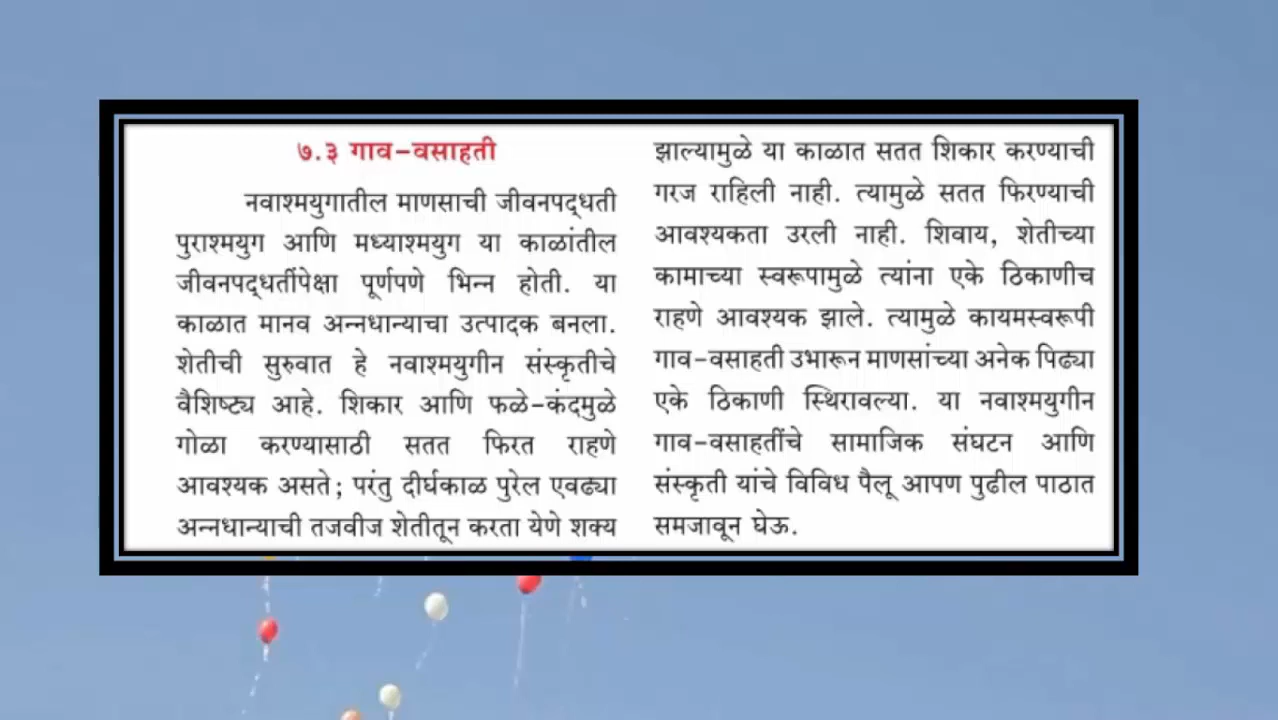 ७.३ गाव-वसाहती
नवाश्मयुगातील माणसाची जीवनपद्धती
पुराश्मयुग आणि मध्याश्मयुग या काळांतील
जीवनपद्धतींपेक्षा पूर्णपणे भिन्न होती. या
काळात मानव अन्नधान्याचा उत्पादक बनला.
शेतीची सुरुवात हे नवाश्मयुगीन संस्कृतीचे
वैशिष्ट्य आहे. शिकार आणि फळे-कंदमुळे
गोळा करण्यासाठी सतत फिरत राहणे
आवश्यक असते; परंतु दीर्घकाळ पुरेल एवढ्या
अन्नधान्याची तजवीज शेतीतून करता येणे शक्य
झाल्यामुळे या काळात सतत शिकार करण्याची
गरज राहिली नाही. त्यामुळे सतत फिरण्याची
आवश्यकता उरली नाही. शिवाय, शेतीच्या
कामाच्या स्वरूपामुळे त्यांना एके ठिकाणीच
राहणे आवश्यक झाले. त्यामुळे कायमस्वरूपी
गाव-वसाहती उभारून माणसांच्या अनेक पिढ्या
एके ठिकाणी स्थिरावल्या. या नवाश्मयुगीन
गाव-वसाहतींचे सामाजिक संघटन आणि
संस्कृती यांचे विविध पैलू आपण पुढील पाठात
समजावून घेऊ.